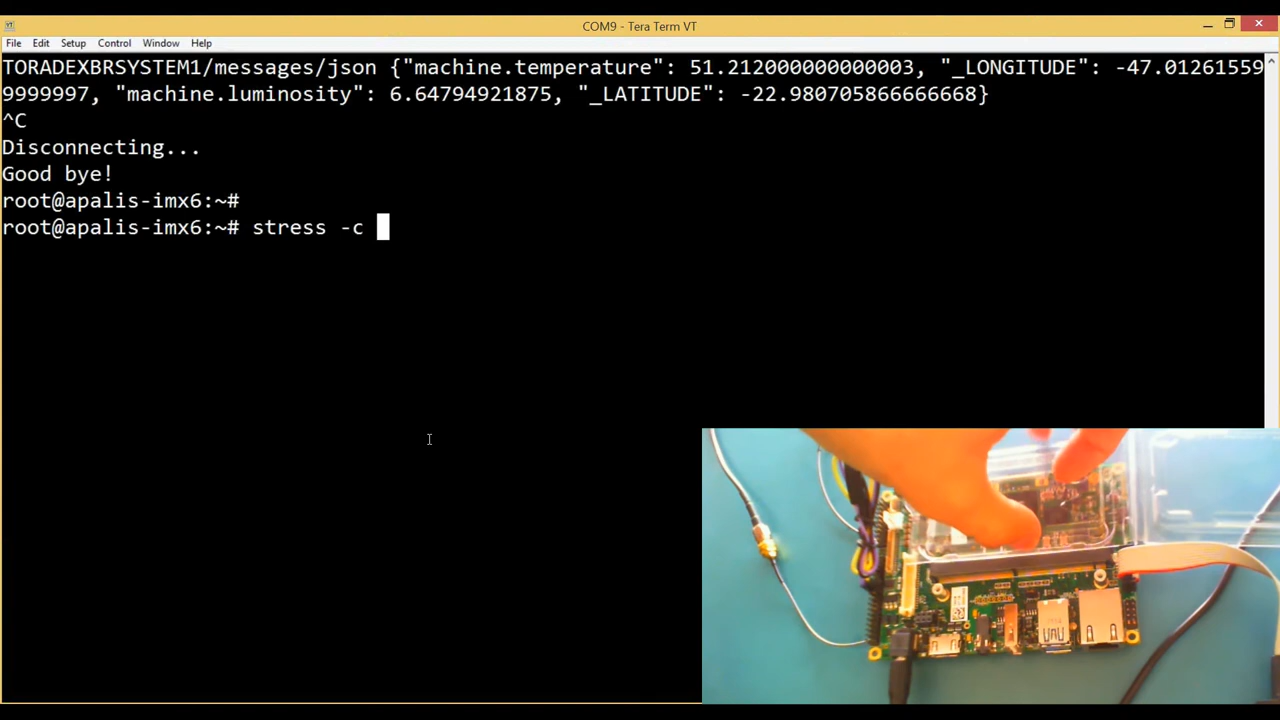 COM9 - Tera Term VT
File Edit Setup Control Window Help
TORADEXBRSYSTEM1/messages/json {"machine.temperature": 51.212000000000003, "_LONGITUDE": -47.01261559
9999997, "machine.luminosity": 6.64794921875, "_LATITUDE": -22.980705866666668}
^C
Disconnecting...
Good bye!
root@apalis-imx6:~#
root@apalis-imx6:~# stress -c